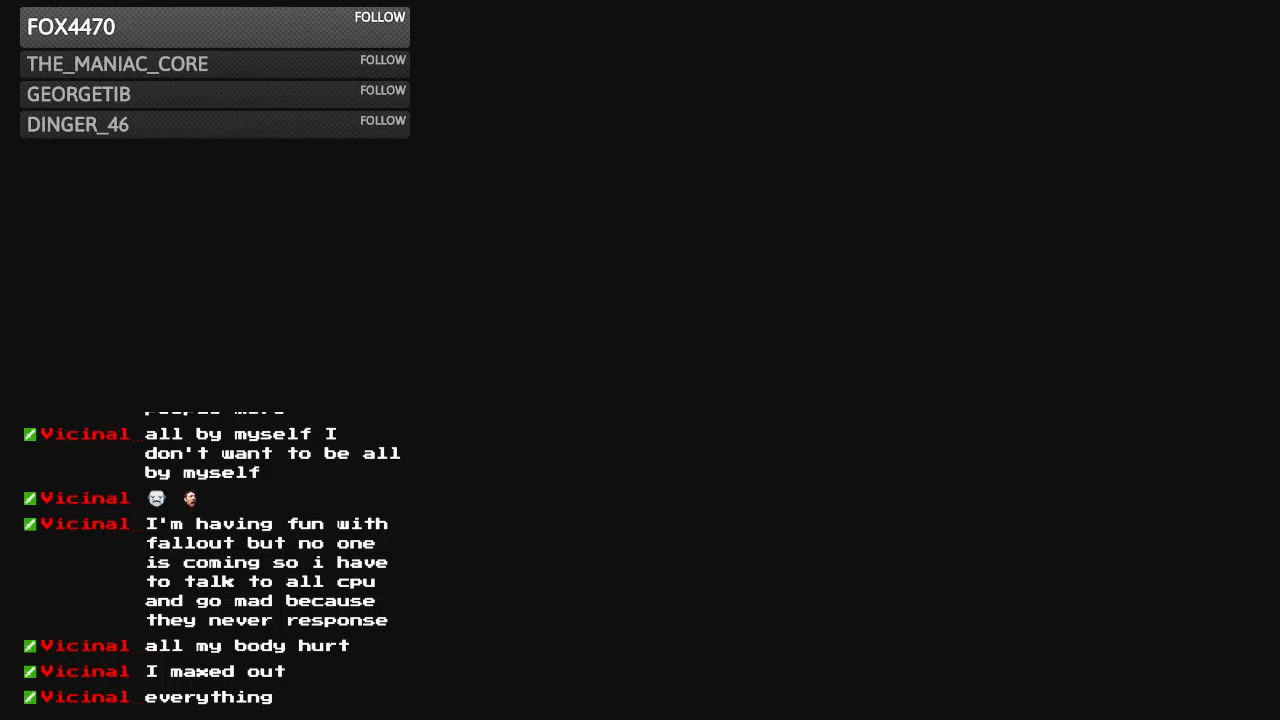 FOX4470 FOLLOW
THE_MANIAC_CORE FOLLOW
GEORGETIB FOLLOW
DINGER_46 FOLLOW
Vicinal all by myself I
don't want to be all
by myself
Vicinal
Vicinal I'm having fun with
fallout but no one
is coming so i have
to talk to all cpu
and go mad because
they never response
Vicinal all my body hurt
Vicinal I maxed out
Vicinal everything